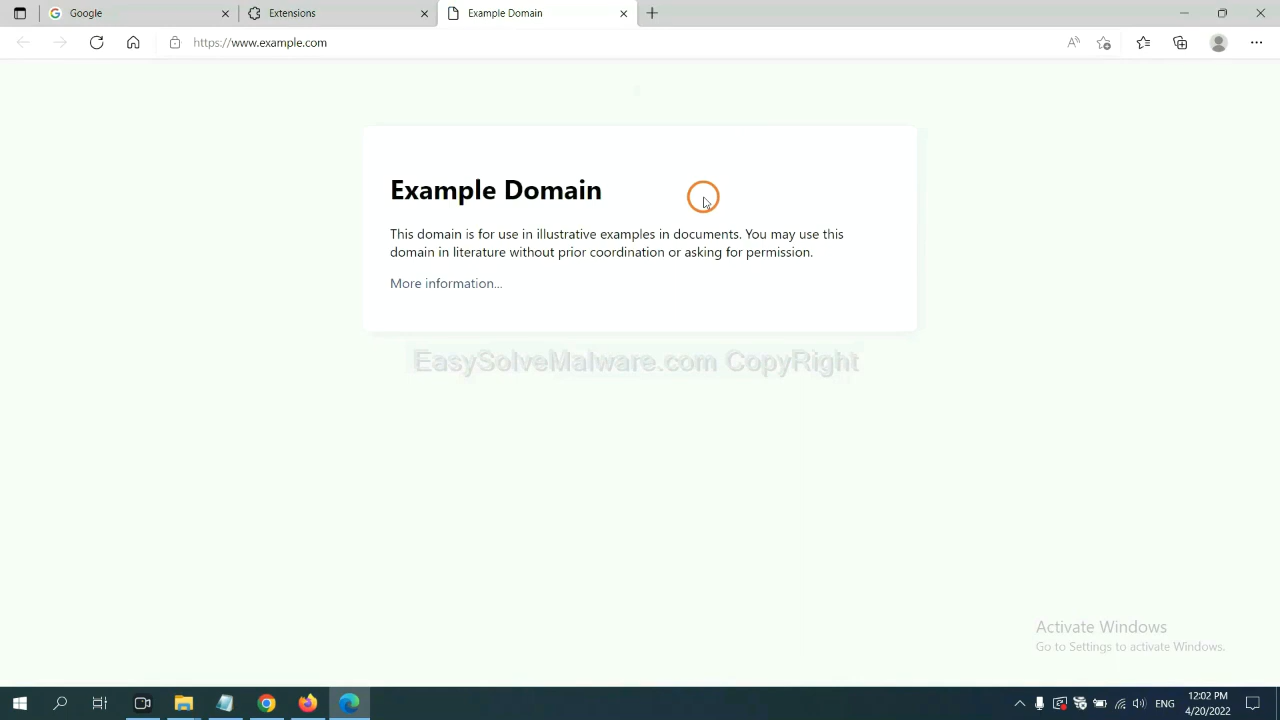 Google
Extensions
Example Domain
https://www.example.com
Example Domain
This domain is for use in illustrative examples in documents. You may use this
domain in literature without prior coordination or asking for permission.
More information...
EasySolveMalware.com CopyRight
Activate Windows
Go to Settings to activate Windows.
ENG
12:02 PM
4/20/2022